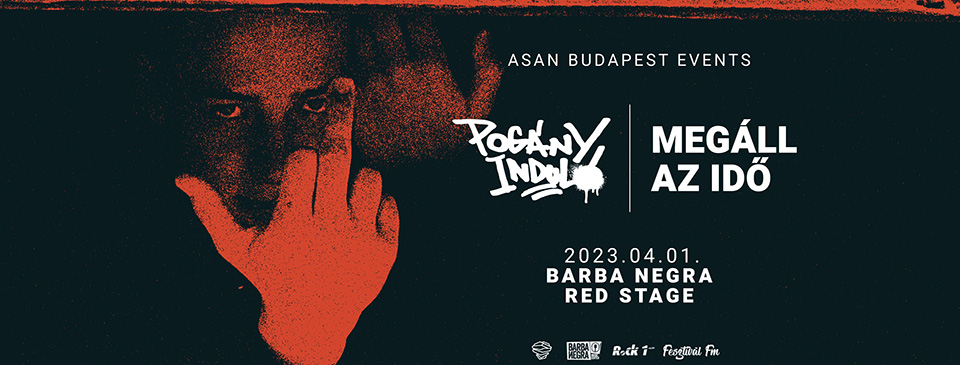 ASAN BUDAPEST EVENTS
POGÁNY
INDULÓ
MEGÁLL
AZ IDŐ
2023.04.01.
BARBA NEGRA
RED STAGE
BARBA
NEGRA
Rock 1
Fesztivál Fm